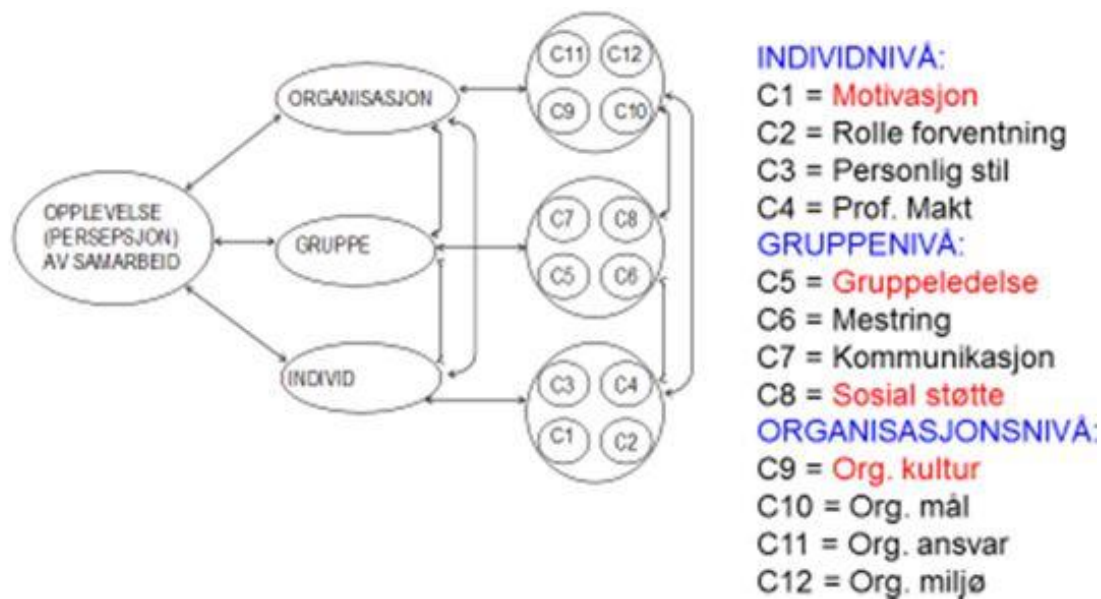 OPPLEVELSE
(PERSEPSJON)
AV SAMARBEID
ORGANISASJON
GRUPPE
INDIVID
C11 C12
C9 C10
C7 C8
C5 C6
C3 C4
C1 C2
INDIVIDNIVÅ:
C1 = Motivasjon
C2 = Rolle forventning
C3 = Personlig stil
C4 = Prof. Makt
GRUPPENIVÅ:
C5 = Gruppeledelse
C6 = Mestring
C7 = Kommunikasjon
C8 = Sosial støtte
ORGANISASJONSNIVÅ:
C9 = Org. kultur
C10 = Org. mål
C11 = Org. ansvar
C12 = Org. miljø